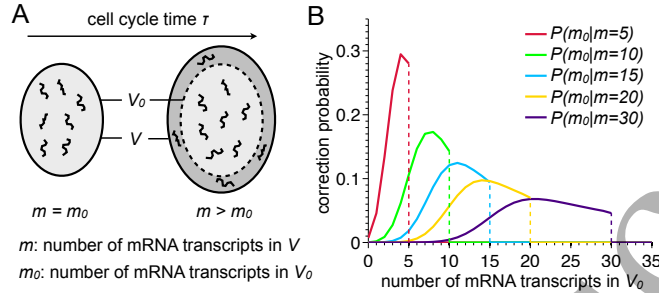 A
cell cycle time τ
V₀
V
m = m₀
m > m₀
m: number of mRNA transcripts in V
m₀: number of mRNA transcripts in V₀
B
correction probability
0.3
0.2
0.1
0
0
5
10
15
20
25
30
35
number of mRNA transcripts in V₀
P(m₀|m=5)
P(m₀|m=10)
P(m₀|m=15)
P(m₀|m=20)
P(m₀|m=30)